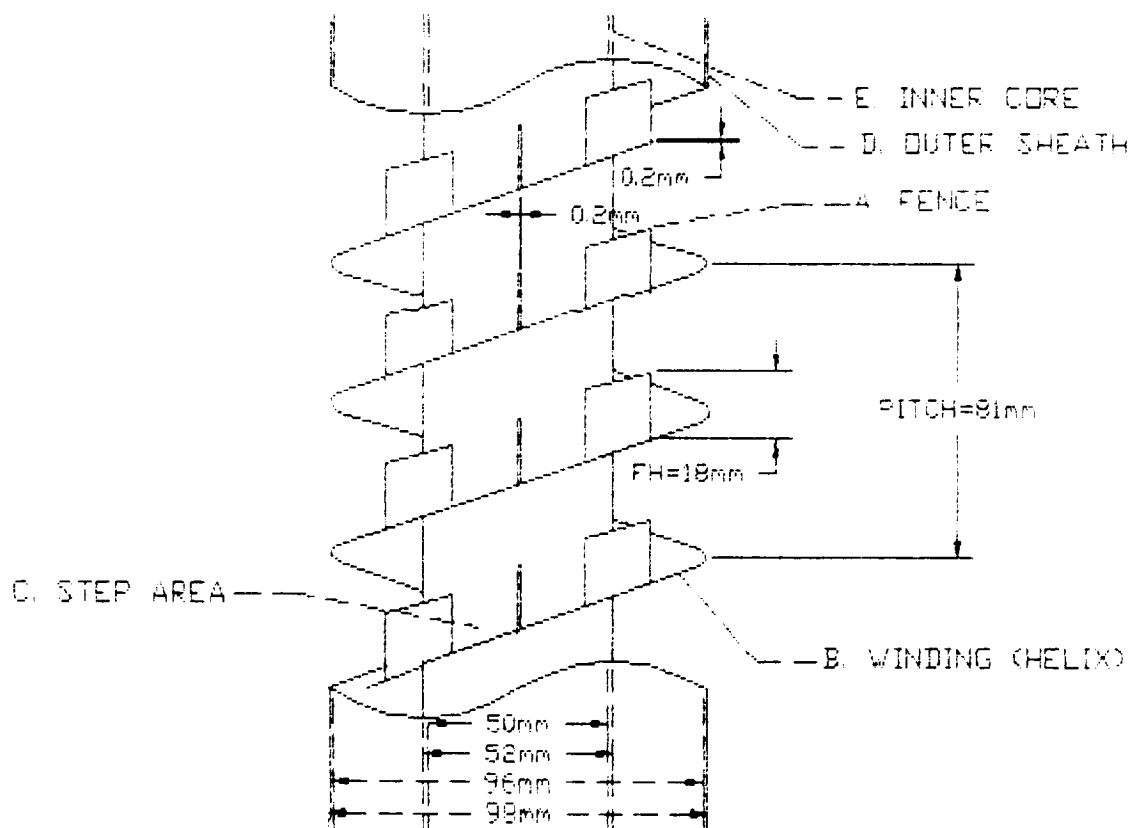 E. INNER CORE
D. OUTER SHEATH
0.2mm
A. FENCE
0.2mm
PITCH=81mm
FH=18mm
C. STEP AREA
B. WINDING (HELIX)
50mm
52mm
96mm
98mm